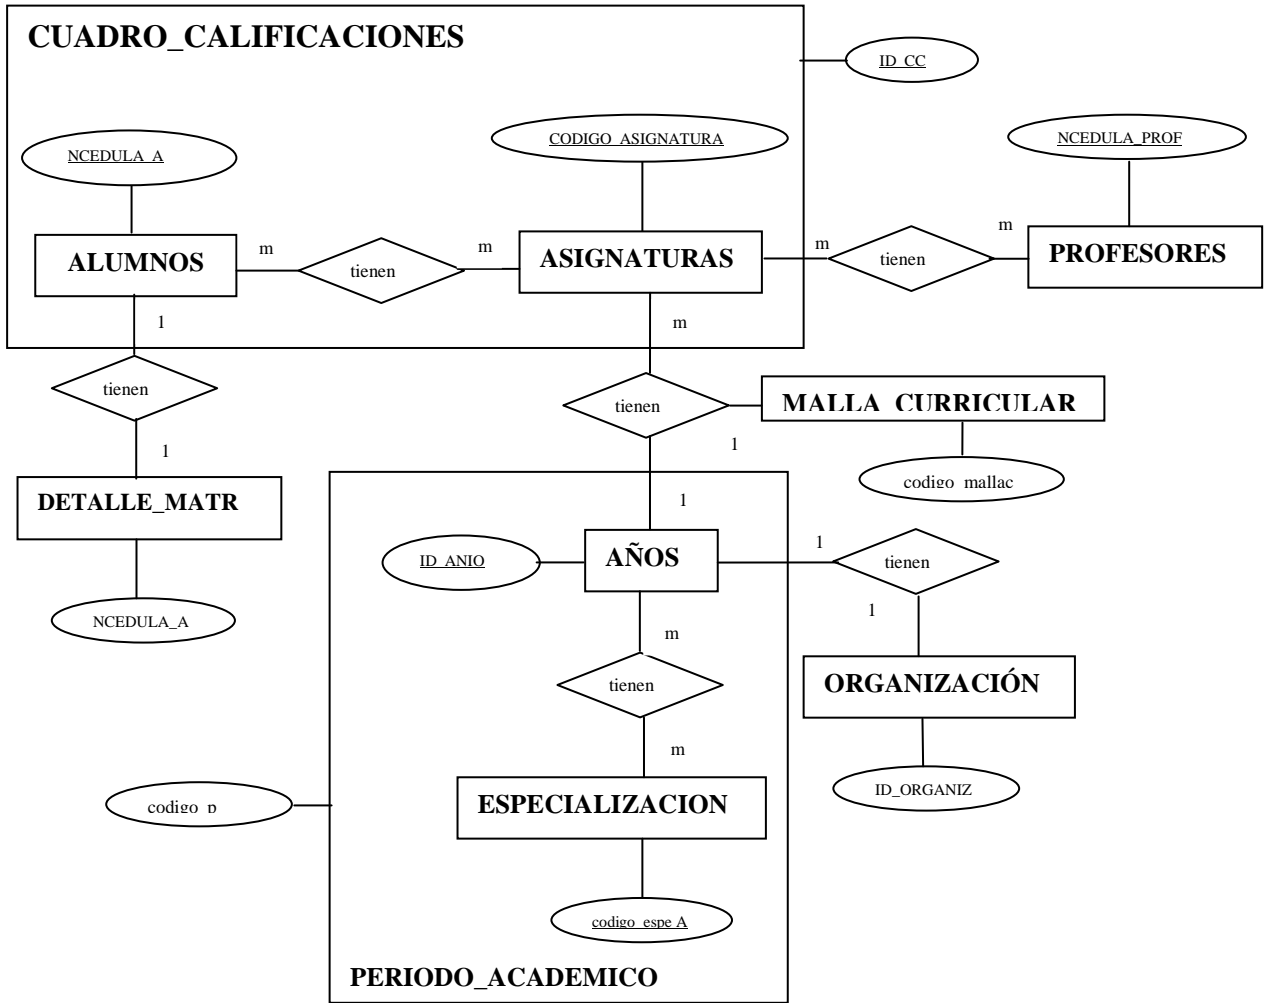 CUADRO_CALIFICACIONES
ID_CC
NCEDULA_A
CODIGO_ASIGNATURA
NCEDULA_PROF
ALUMNOS
m
tienen
m
ASIGNATURAS
m
tienen
m
PROFESORES
1
m
tienen
tienen
MALLA_CURRICULAR
1
1
codigo_mallac
DETALLE_MATR
1
ID_ANIO
AÑOS
1
tienen
NCEDULA_A
1
m
tienen
ORGANIZACIÓN
m
ID_ORGANIZ
codigo_p
ESPECIALIZACION
codigo_espe A
PERIODO_ACADEMICO